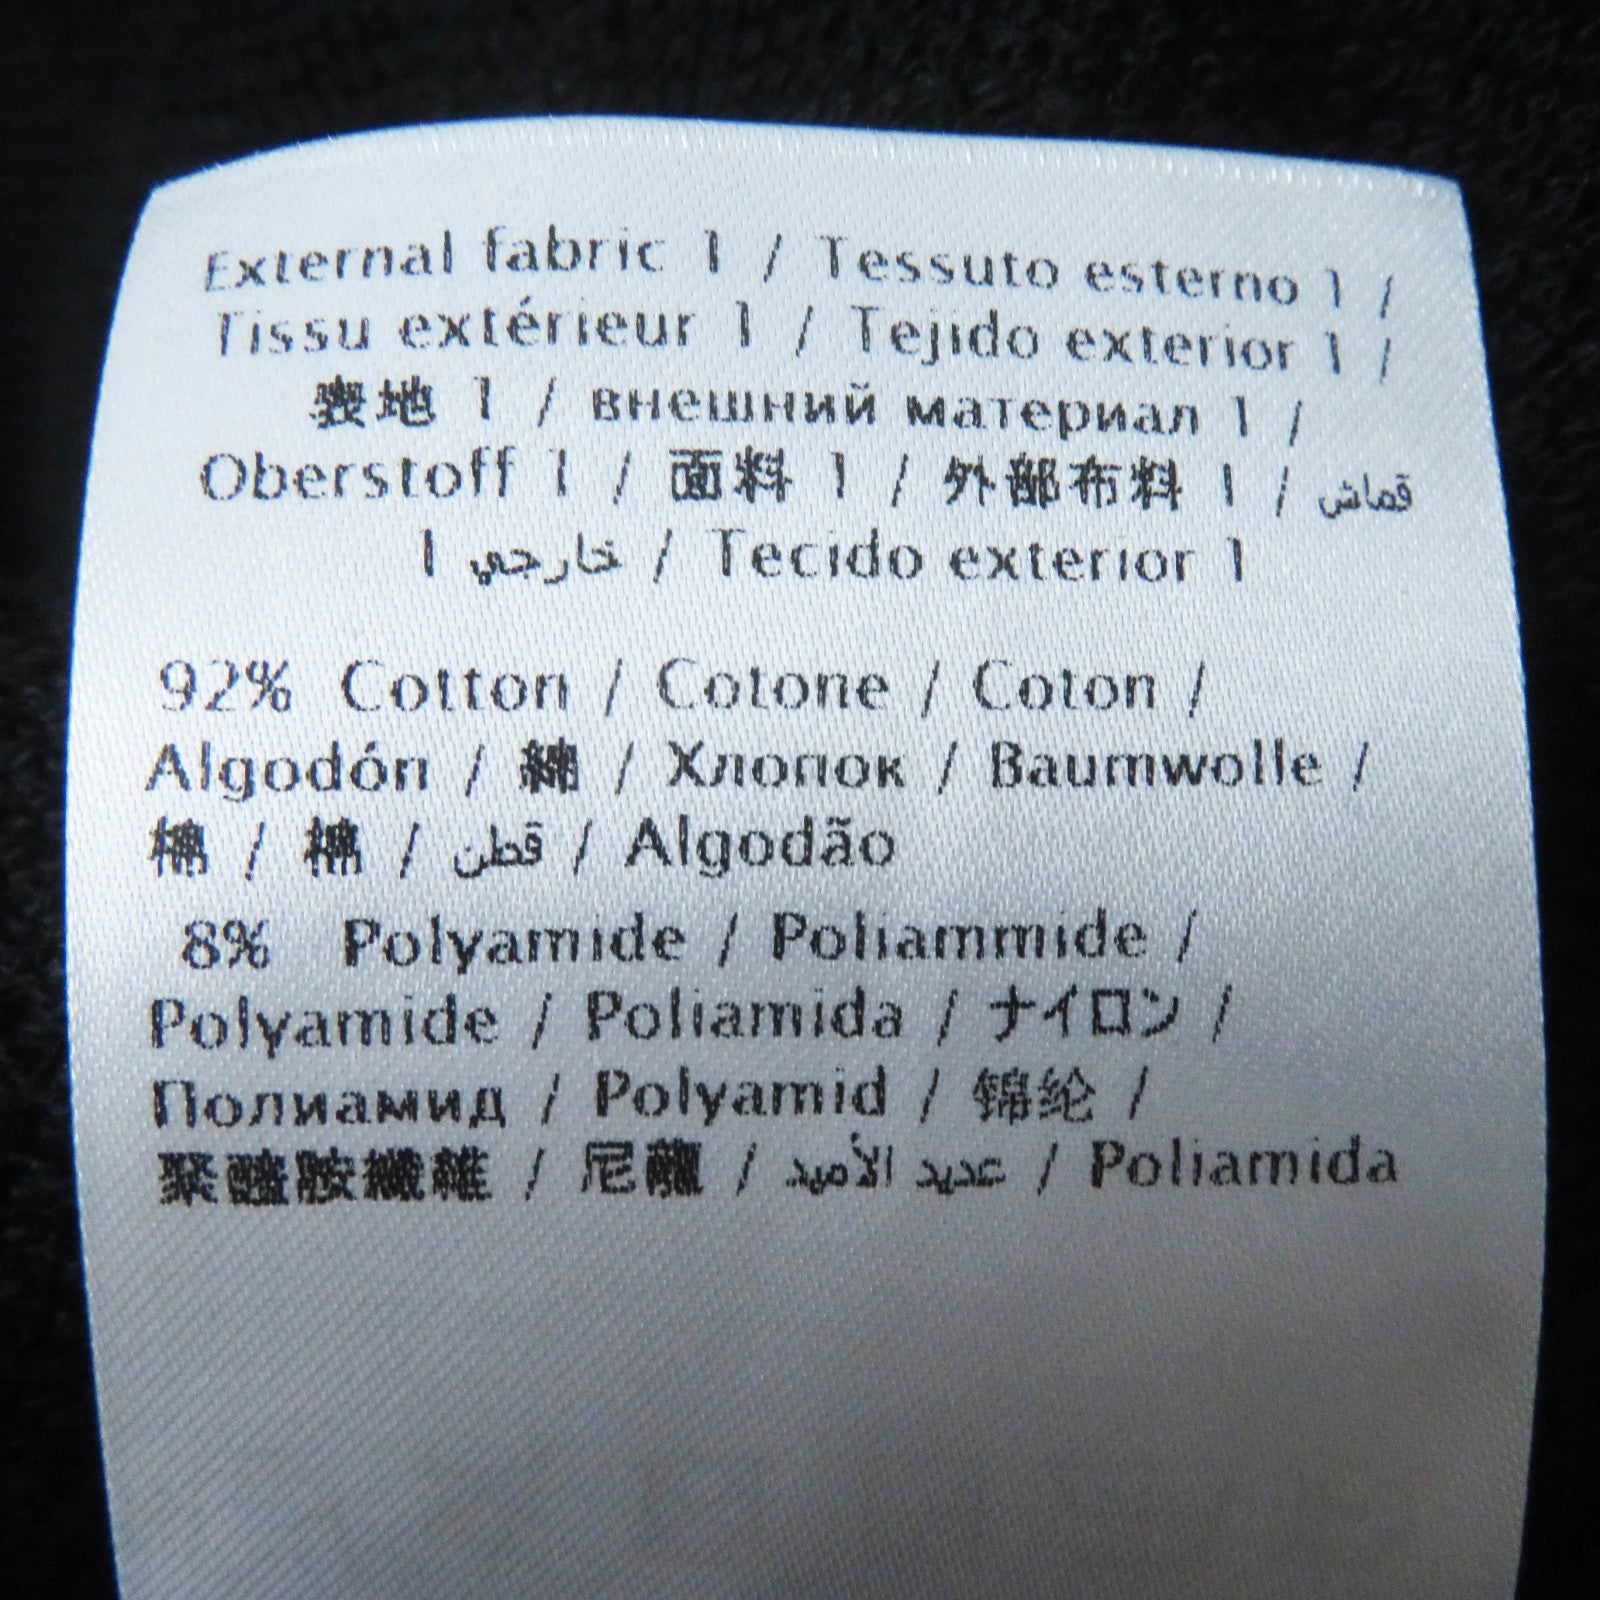 External fabric 1 / Tessuto esterno 1 /
Tissu extérieur 1 / Tejido exterior 1 /
表地 1 / внешний материал 1 /
Oberstoff 1 / 面料 1 / 外部布料 1 / قماش
خارجي 1 / Tecido exterior 1
92% Cotton / Cotone / Coton /
Algodón / 綿 / Хлопок / Baumwolle /
棉 / 棉 / قطن / Algodão
8% Polyamide / Poliammide /
Polyamide / Poliamida / ナイロン /
Полиамид / Polyamid / 锦纶 /
聚醯胺纖維 / 尼龍 / عديد الأميد / Poliamida